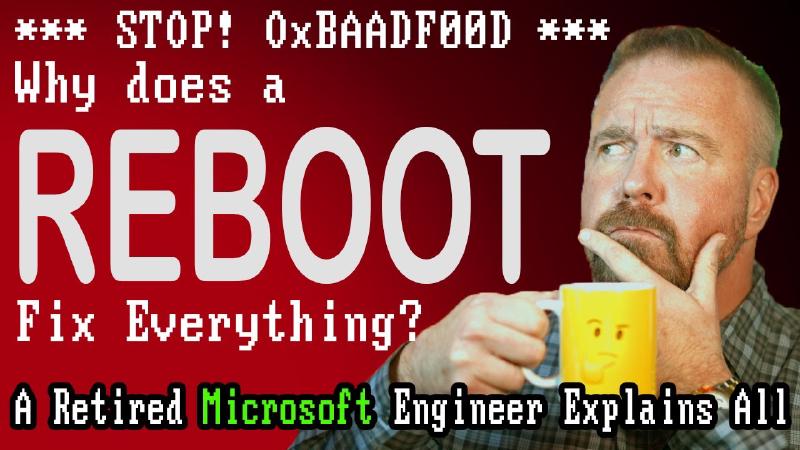 *** STOP! 0xBAADF00D ***
Why does a
REBOOT
Fix Everything?
A Retired Microsoft Engineer Explains All